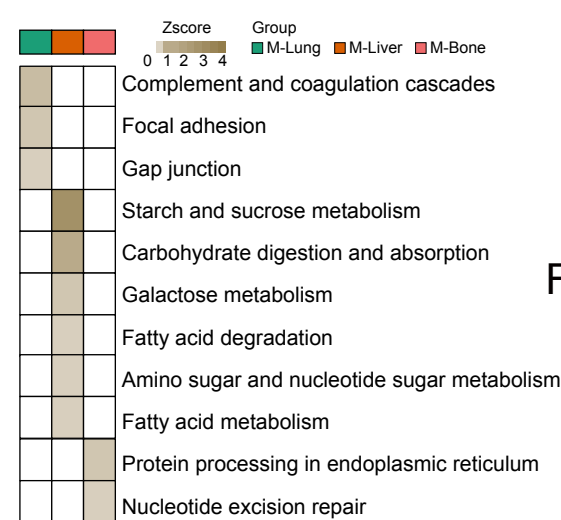 Zscore
0 1 2 3 4
Group
M-Lung M-Liver M-Bone
Complement and coagulation cascades
Focal adhesion
Gap junction
Starch and sucrose metabolism
Carbohydrate digestion and absorption
Galactose metabolism
Fatty acid degradation
Amino sugar and nucleotide sugar metabolism
Fatty acid metabolism
Protein processing in endoplasmic reticulum
Nucleotide excision repair
F